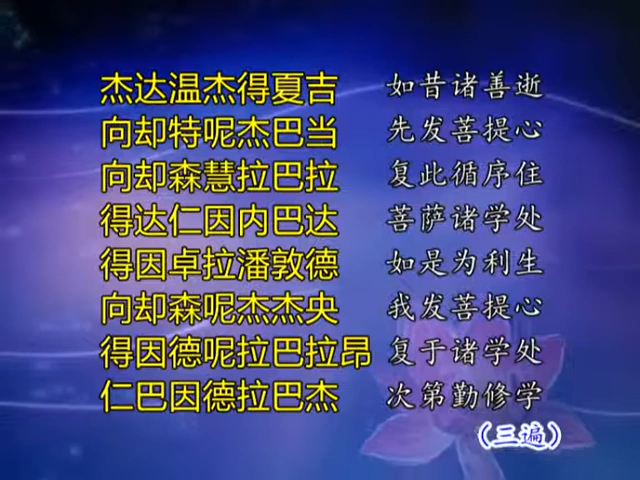 杰达温杰得夏吉 如昔诸善逝
向却特呢杰巴当 先发菩提心
向却森慧拉巴拉 复此循序住
得达仁因内巴达 菩萨诸学处
得因卓拉潘敦德 如是为利生
向却森呢杰杰央 我发菩提心
得因德呢拉巴拉昂 复于诸学处
仁巴因德拉巴杰 次第勤修学
（三遍）